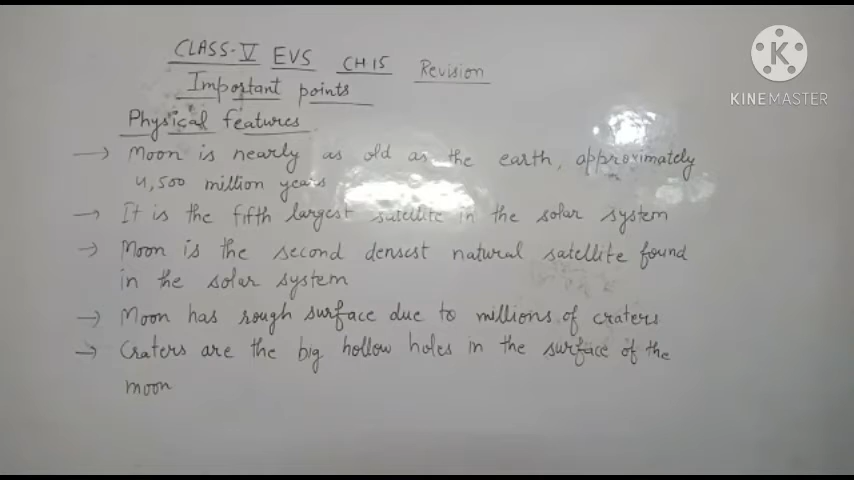 CLASS-V EVS CH15 Revision
Important points
Physical features
→ Moon is nearly as old as the earth, approximately
4,500 million years
→ It is the fifth largest satellite in the solar system
→ Moon is the second densest natural satellite found
in the solar system
→ Moon has rough surface due to millions of craters
→ Craters are the big hollow holes in the surface of the
moon
K
KINEMASTER